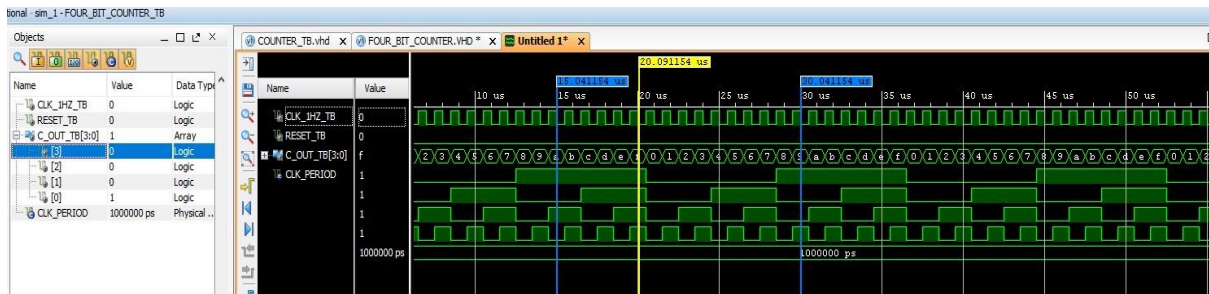 tional - sim_1 - FOUR_BIT_COUNTER_TB
Objects
Name Value Data Type
CLK_1HZ_TB 0 Logic
RESET_TB 0 Logic
C_OUT_TB[3:0] 1 Array
[3] 0 Logic
[2] 0 Logic
[1] 0 Logic
[0] 1 Logic
CLK_PERIOD 1000000 ps Physical ..
COUNTER_TB.vhd x FOUR_BIT_COUNTER.VHD * x Untitled 1* x
20.091154 us
15.041154 us 30.041154 us
Name Value
10 us 15 us 20 us 25 us 30 us 35 us 40 us 45 us 50 us
CLK_1HZ_TB 0
RESET_TB 0
C_OUT_TB[3:0] f 2 3 4 5 6 7 8 9 a b c d e f 0 1 2 3 4 5 6 7 8 9 a b c d e f 0 1 2 3 4 5 6 7 8 9 a b c d e f 0 1 2
CLK_PERIOD 1
1
1
1
1000000 ps 1000000 ps